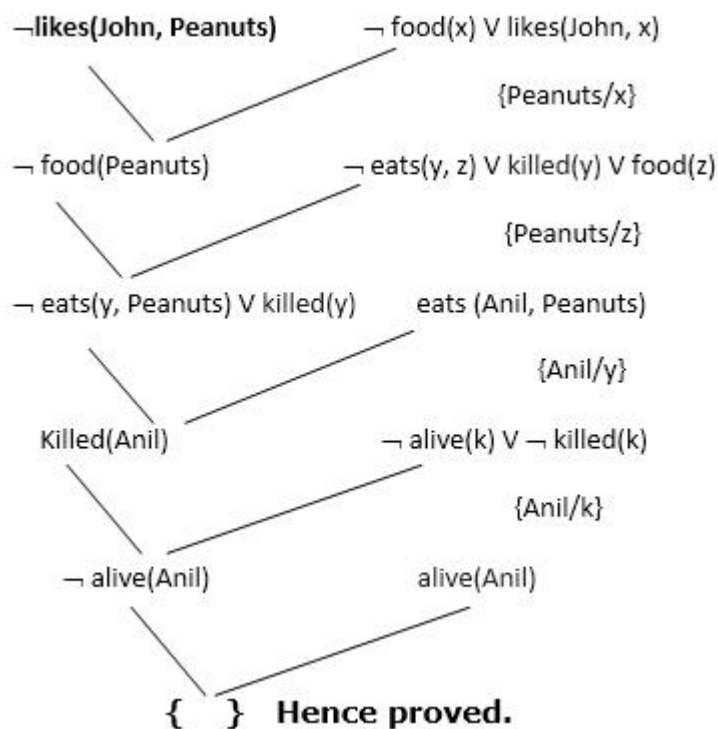 ¬likes(John, Peanuts) ¬ food(x) V likes(John, x)
{Peanuts/x}
¬ food(Peanuts) ¬ eats(y, z) V killed(y) V food(z)
{Peanuts/z}
¬ eats(y, Peanuts) V killed(y) eats (Anil, Peanuts)
{Anil/y}
Killed(Anil) ¬ alive(k) V ¬ killed(k)
{Anil/k}
¬ alive(Anil) alive(Anil)
{ } Hence proved.